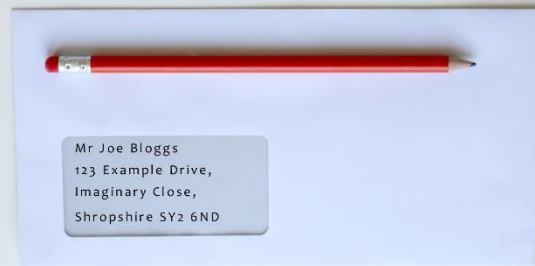 Mr Joe Bloggs
123 Example Drive,
Imaginary Close,
Shropshire SY2 6ND